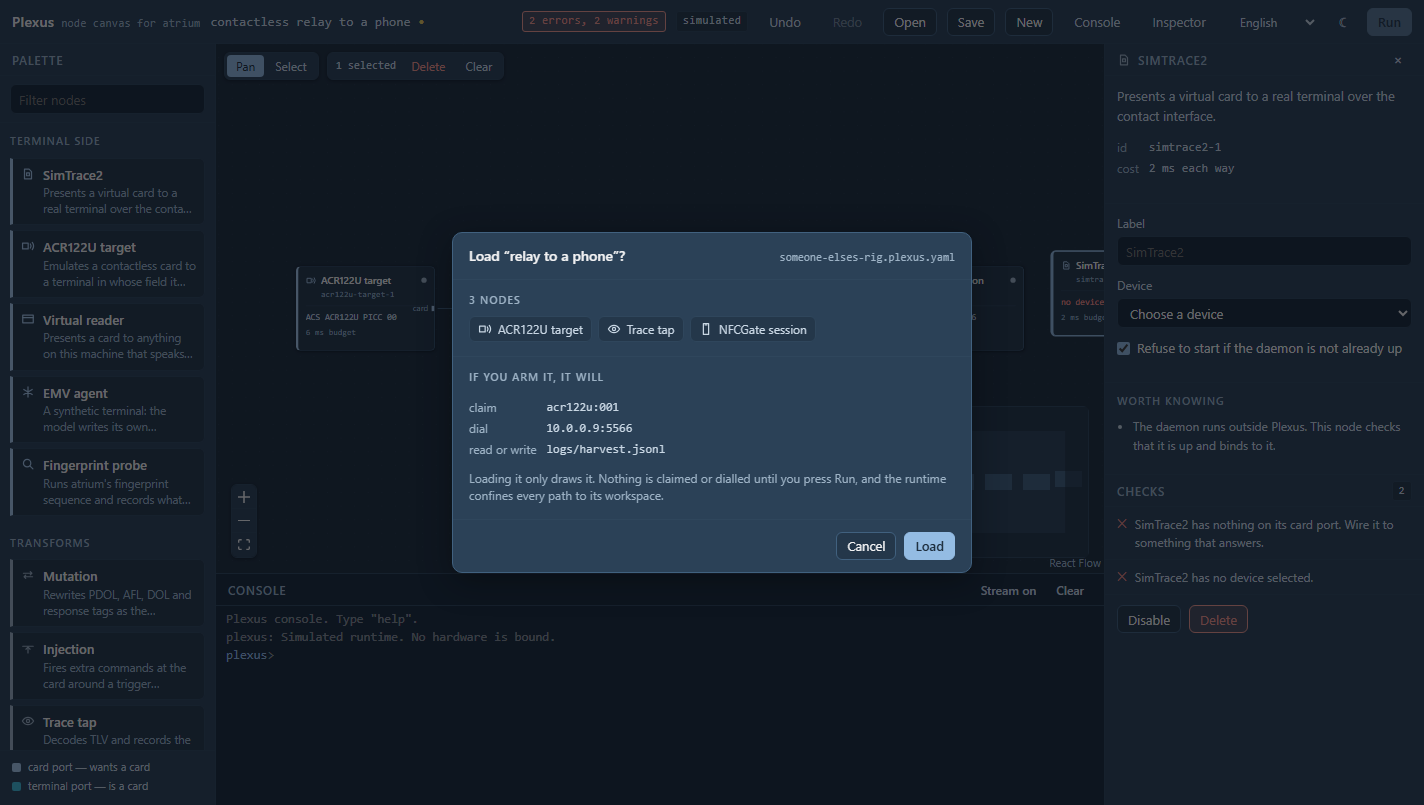 Plexus node canvas for atrium contactless relay to a phone
2 errors, 2 warnings
simulated
Undo
Redo
Open
Save
New
Console
Inspector
English
Run
PALETTE
Filter nodes
TERMINAL SIDE
SimTrace2
Presents a virtual card to a
real terminal over the conta...
ACR122U target
Emulates a contactless card to
a terminal in whose field it...
Virtual reader
Presents a card to anything
on this machine that speaks...
EMV agent
A synthetic terminal: the
model writes its own...
Fingerprint probe
Runs atrium's fingerprint
sequence and records what...
TRANSFORMS
Mutation
Rewrites PDOL, AFL, DOL and
response tags as the...
Injection
Fires extra commands at the
card around a trigger...
Trace tap
Decodes TLV and records the
card port — wants a card
terminal port — is a card
Pan
Select
1 selected
Delete
Clear
ACR122U target
acr122u-target-1
card
ACS ACR122U PICC 00
6 ms budget
Load “relay to a phone”?
someone-elses-rig.plexus.yaml
3 NODES
ACR122U target
Trace tap
NFCGate session
IF YOU ARM IT, IT WILL
claim acr122u:001
dial 10.0.0.9:5566
read or write logs/harvest.jsonl
Loading it only draws it. Nothing is claimed or dialled until you press Run, and the runtime
confines every path to its workspace.
Cancel
Load
on
6
SimTra
simtra
no device
2 ms budg
React Flow
CONSOLE
Stream on
Clear
Plexus console. Type "help".
plexus: Simulated runtime. No hardware is bound.
plexus>
SIMTRACE2
×
Presents a virtual card to a real terminal over the
contact interface.
id simtrace2-1
cost 2 ms each way
Label
SimTrace2
Device
Choose a device
Refuse to start if the daemon is not already up
WORTH KNOWING
• The daemon runs outside Plexus. This node checks
that it is up and binds to it.
CHECKS
2
SimTrace2 has nothing on its card port. Wire it to
something that answers.
SimTrace2 has no device selected.
Disable
Delete